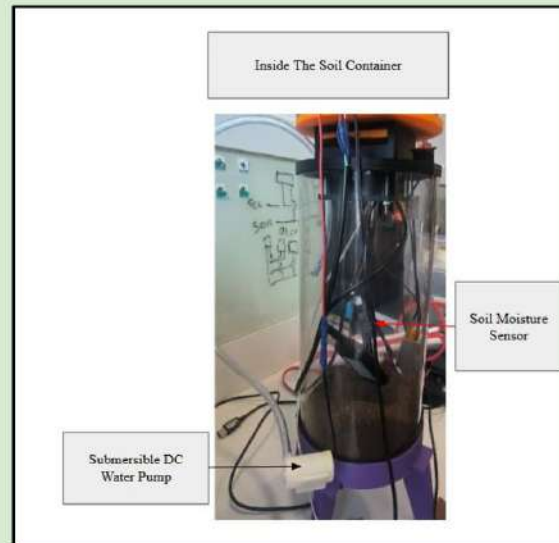 Inside The Soil Container
Soil Moisture
Sensor
Submersible DC
Water Pump